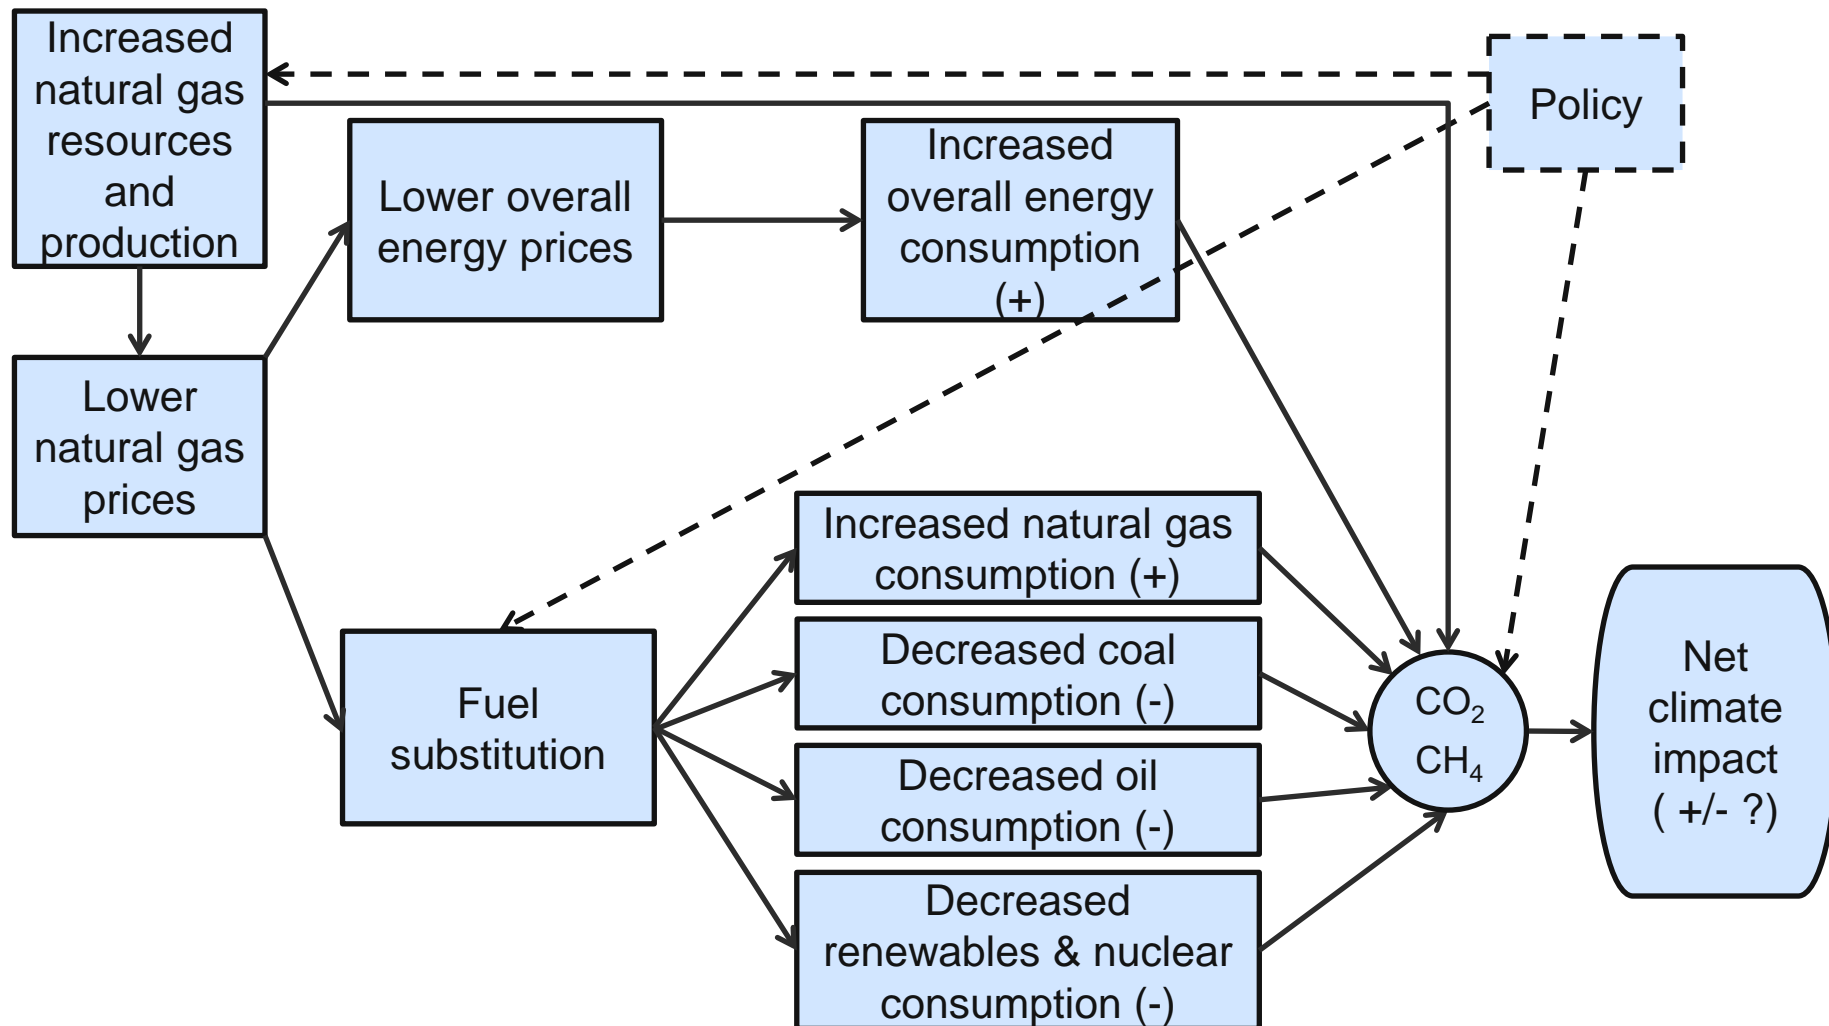 Increased
natural gas
resources
and
production
Policy
Lower overall
energy prices
Increased
overall energy
consumption
(+)
Lower
natural gas
prices
Increased natural gas
consumption (+)
Decreased coal
consumption (-)
Fuel
substitution
Decreased oil
consumption (-)
Decreased
renewables & nuclear
consumption (-)
CO₂
CH₄
Net
climate
impact
( +/- ?)